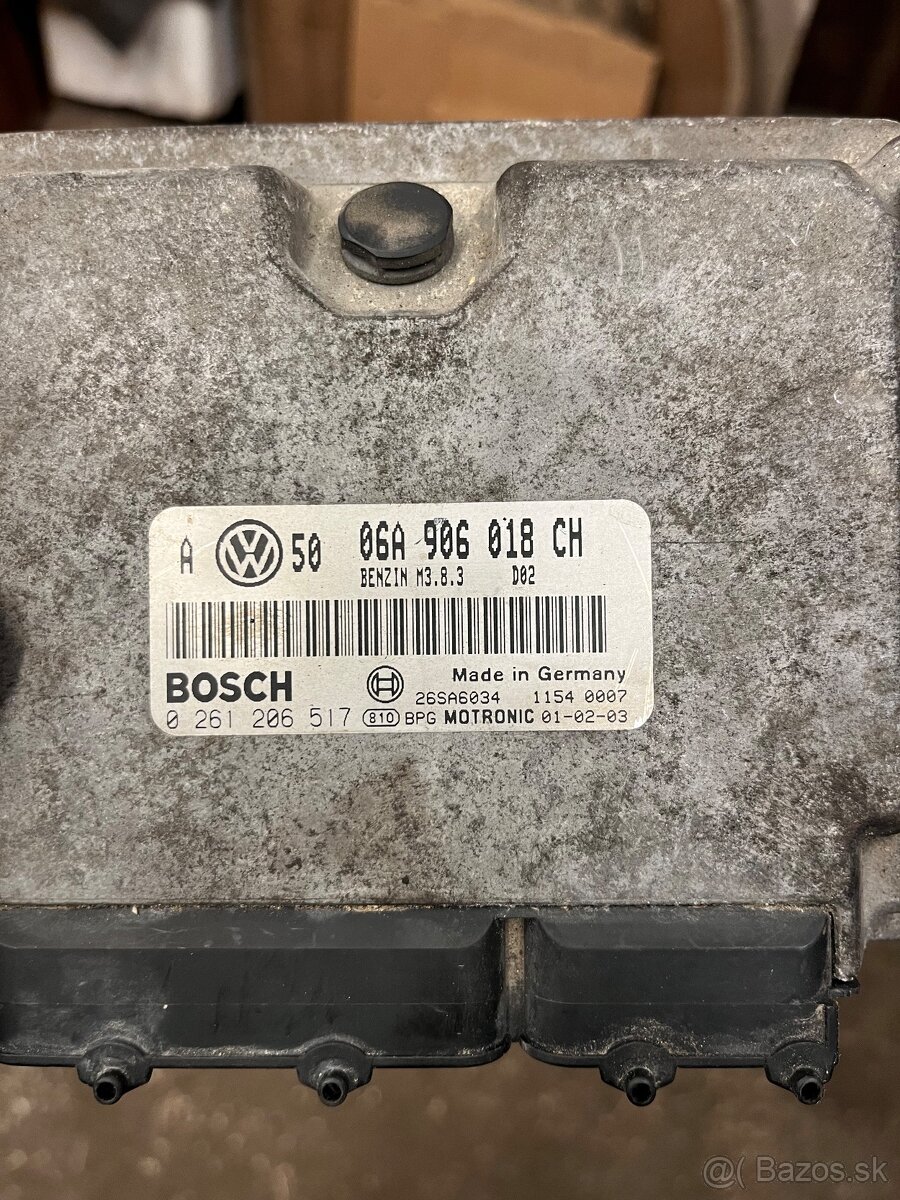 A VW 50 06A 906 018 CH
BENZIN M3.8.3 D02
BOSCH
Made in Germany
26SA6034 1154 0007
0 261 206 517 810 BPG MOTRONIC 01-02-03
@( Bazos.sk